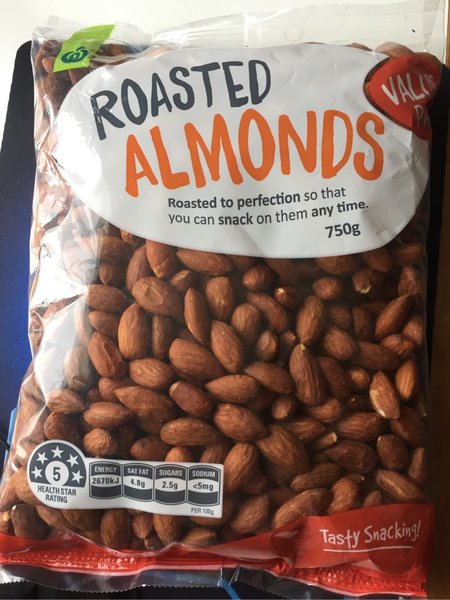 ROASTED
ALMONDS
Roasted to perfection so that
you can snack on them any time.
750g
5
HEALTH STAR
RATING
ENERGY
2670kJ
SAT FAT
4.8g
SUGARS
2.5g
SODIUM
<5mg
PER 100g
Tasty Snacking!